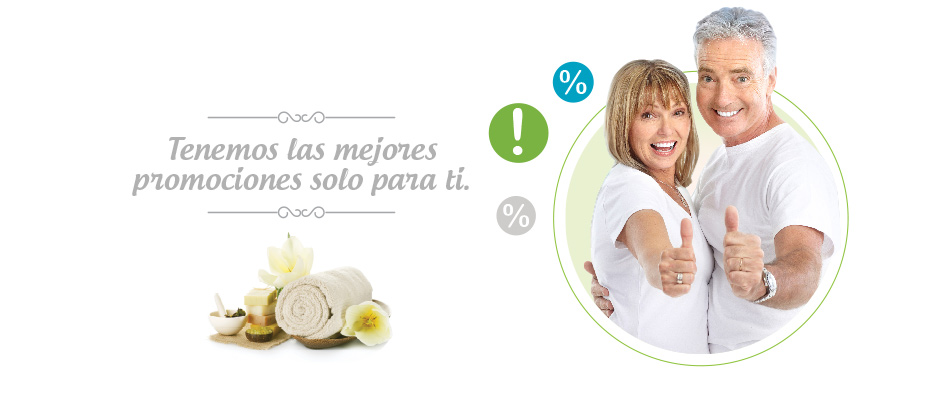 Tenemos las mejores
promociones solo para ti.
%
!
%